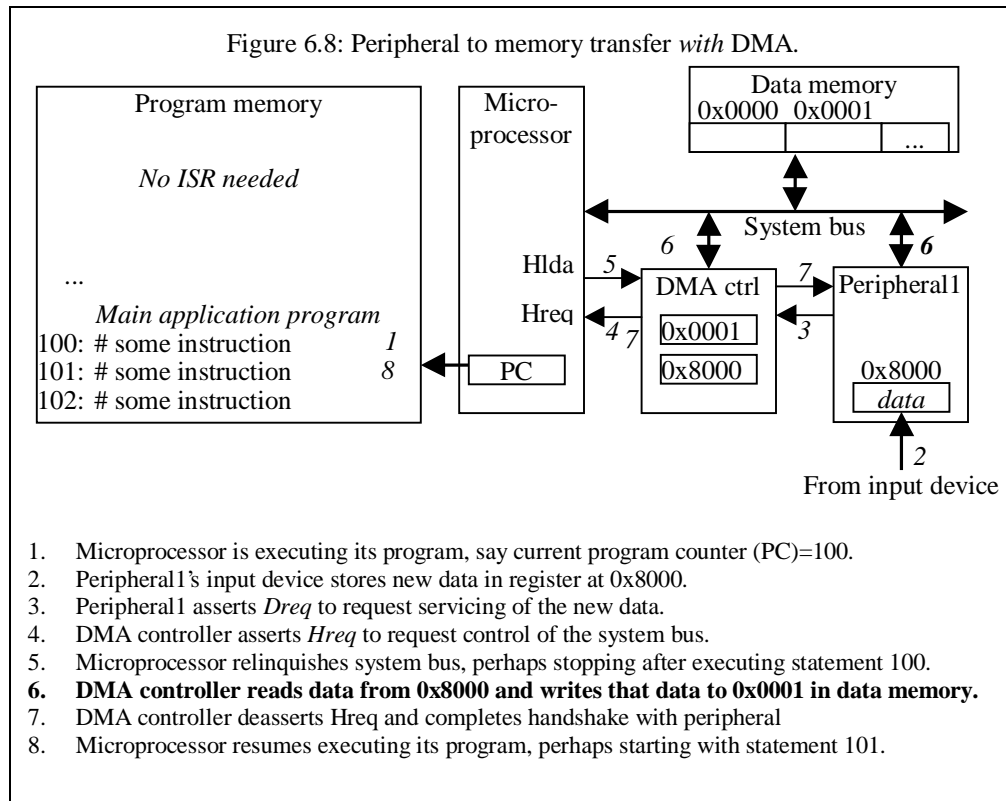 Figure 6.8: Peripheral to memory transfer with DMA.
Program memory
No ISR needed
...
Main application program
100: # some instruction 1
101: # some instruction 8
102: # some instruction
Micro-
processor
Hlda
Hreq
PC
5
4
7
Data memory
0x0000 0x0001
...
System bus
6
6
DMA ctrl
0x0001
0x8000
7
3
Peripheral1
0x8000
data
2
From input device
1. Microprocessor is executing its program, say current program counter (PC)=100.
2. Peripheral1’s input device stores new data in register at 0x8000.
3. Peripheral1 asserts Dreq to request servicing of the new data.
4. DMA controller asserts Hreq to request control of the system bus.
5. Microprocessor relinquishes system bus, perhaps stopping after executing statement 100.
6. DMA controller reads data from 0x8000 and writes that data to 0x0001 in data memory.
7. DMA controller deasserts Hreq and completes handshake with peripheral
8. Microprocessor resumes executing its program, perhaps starting with statement 101.